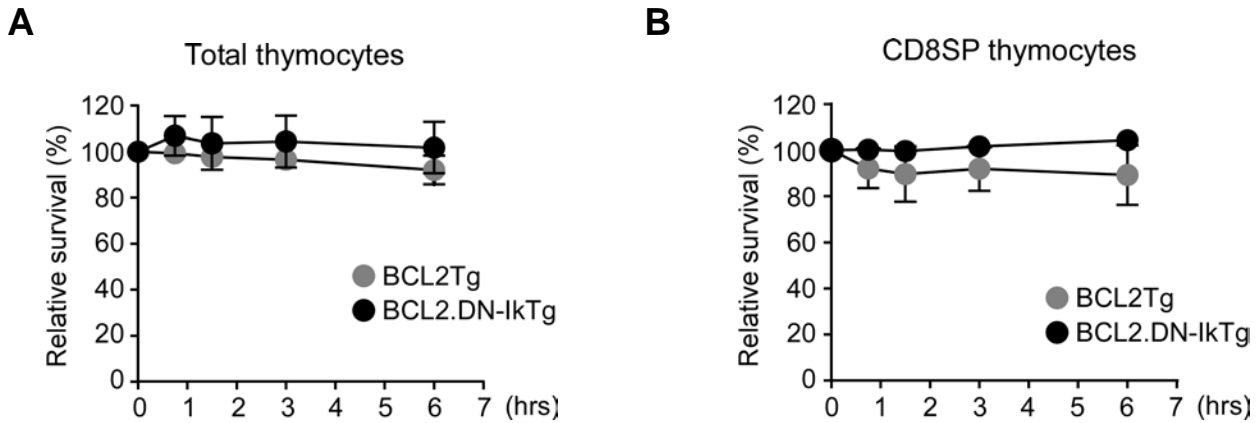 A
Total thymocytes
Relative survival (%)
120
100
80
60
40
20
0
0 1 2 3 4 5 6 7 (hrs)
BCL2Tg
BCL2.DN-IkTg
B
CD8SP thymocytes
Relative survival (%)
120
100
80
60
40
20
0
0 1 2 3 4 5 6 7 (hrs)
BCL2Tg
BCL2.DN-IkTg